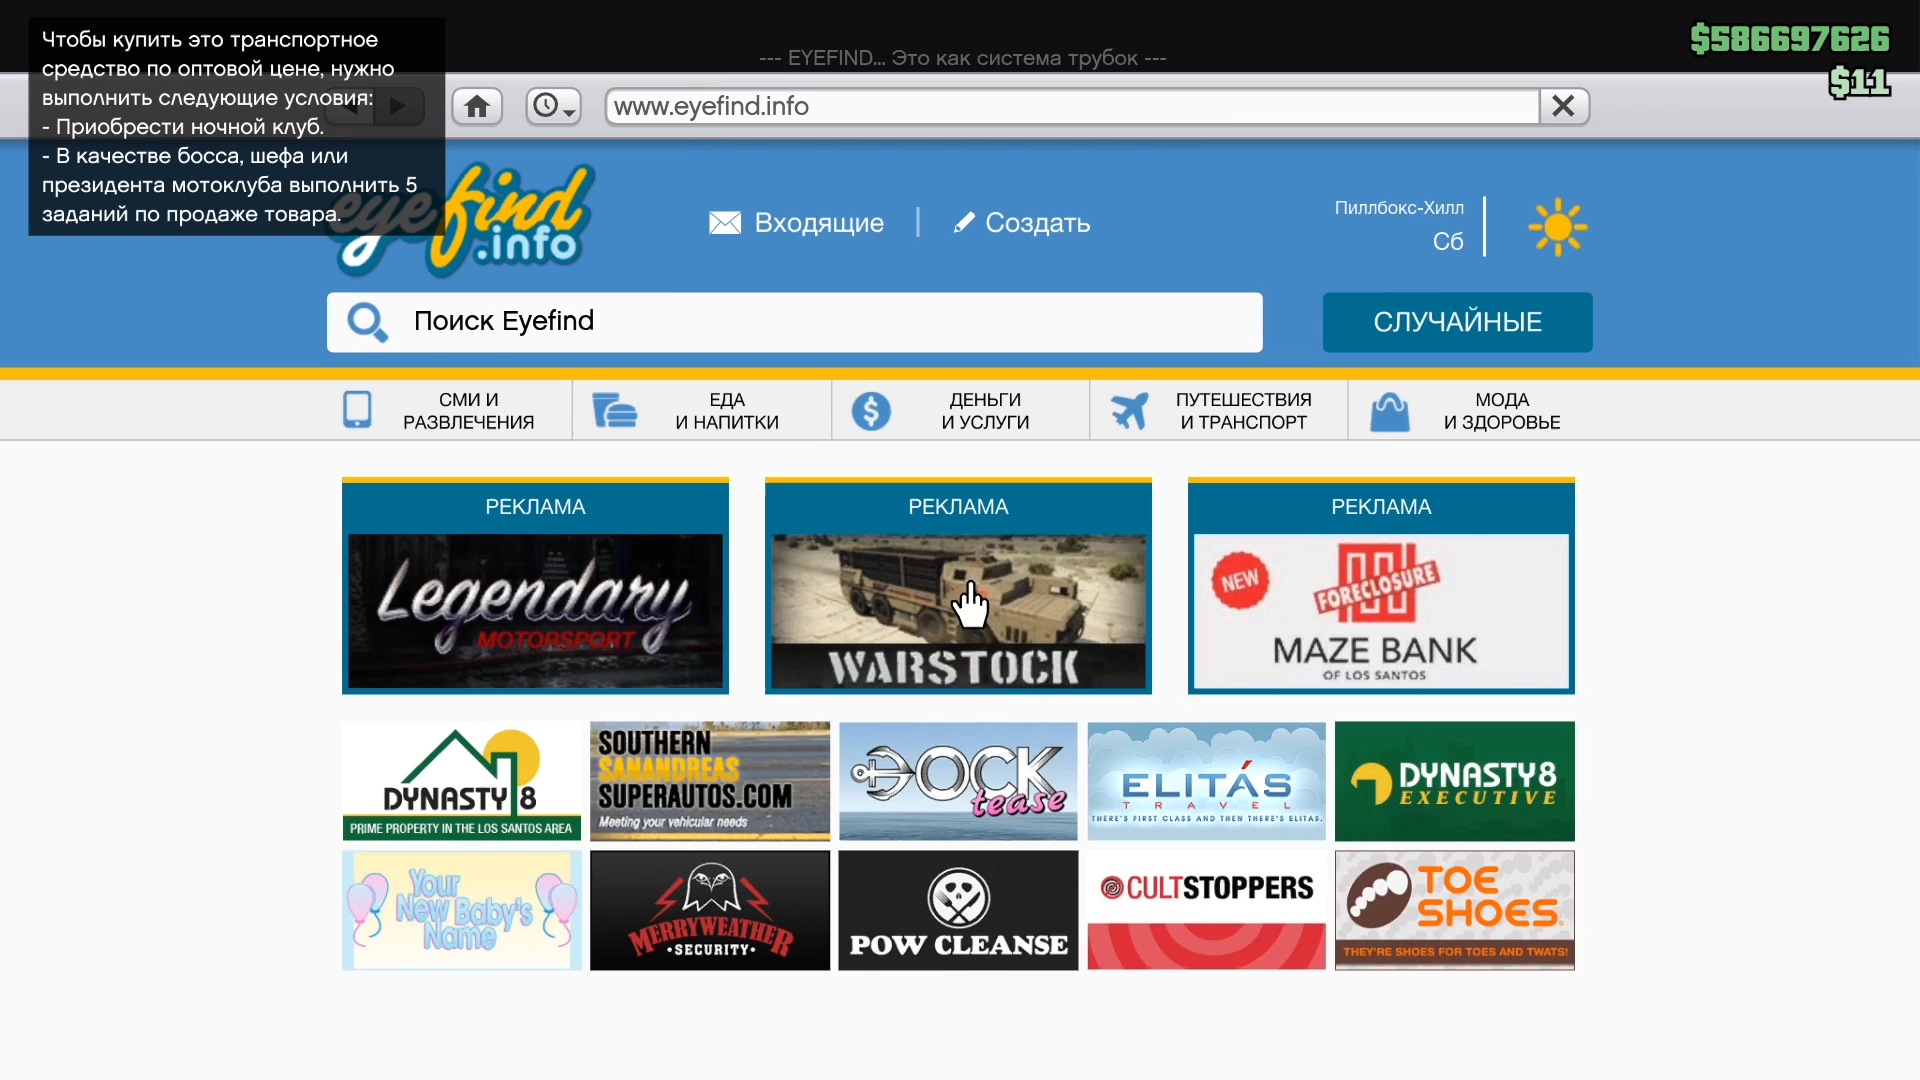 Чтобы купить это транспортное
средство по оптовой цене, нужно
выполнить следующие условия:
- Приобрести ночной клуб.
- В качестве босса, шефа или
президента мотоклуба выполнить 5
заданий по продаже товара.
--- EYEFIND... Это как система трубок ---
$586697626
$11
www.eyefind.info
eyefind
.info
Входящие
Создать
Пиллбокс-Хилл
Сб
Поиск Eyefind
СЛУЧАЙНЫЕ
СМИ И
РАЗВЛЕЧЕНИЯ
ЕДА
И НАПИТКИ
ДЕНЬГИ
И УСЛУГИ
ПУТЕШЕСТВИЯ
И ТРАНСПОРТ
МОДА
И ЗДОРОВЬЕ
РЕКЛАМА
Legendary
MOTORSPORT
РЕКЛАМА
WARSTOCK
РЕКЛАМА
NEW
FORECLOSURE
MAZE BANK
OF LOS SANTOS
DYNASTY 8
PRIME PROPERTY IN THE LOS SANTOS AREA
SOUTHERN
SANANDREAS
SUPERAUTOS.COM
Meeting your vehicular needs
DOCK
tease
ELITÁS
TRAVEL
THERE'S FIRST CLASS AND THEN THERE'S ELITAS.
DYNASTY 8
EXECUTIVE
Your
New Baby's
Name
MERRYWEATHER
·SECURITY·
POW CLEANSE
CULTSTOPPERS
TOE
SHOES
THEY'RE SHOES FOR TOES AND TWATS!